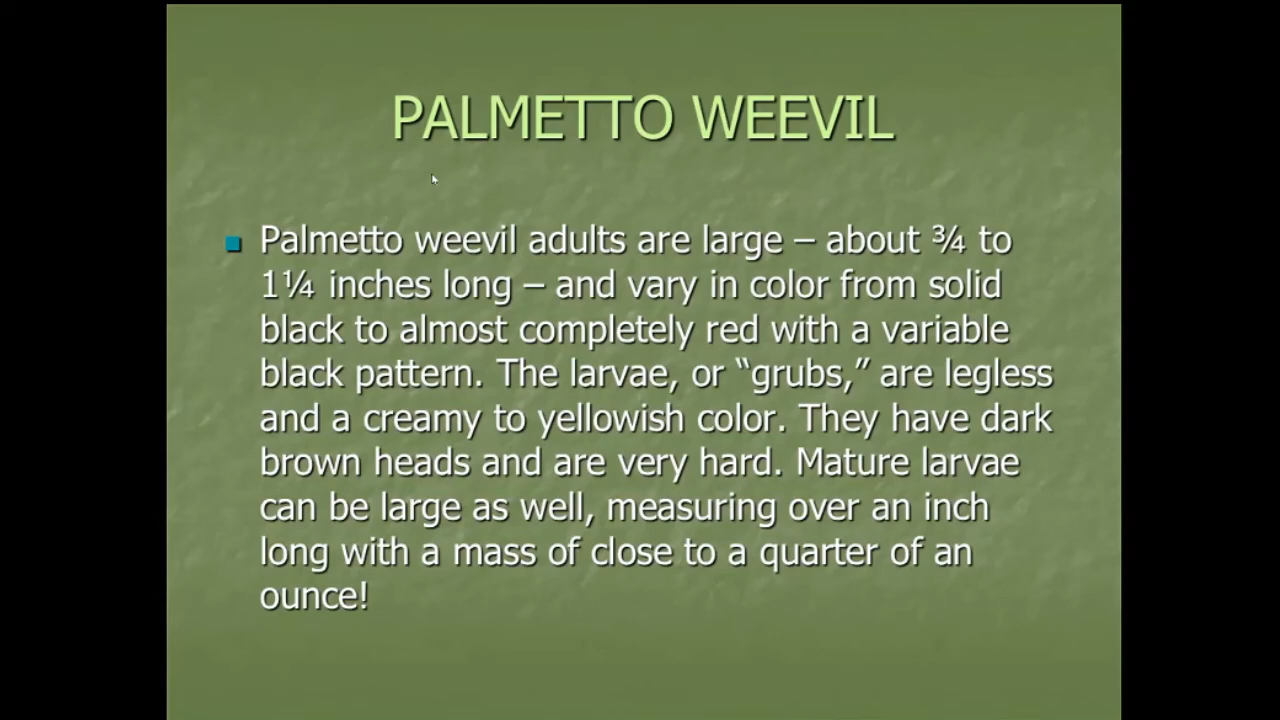 PALMETTO WEEVIL
Palmetto weevil adults are large – about ¾ to
1¼ inches long – and vary in color from solid
black to almost completely red with a variable
black pattern. The larvae, or “grubs,” are legless
and a creamy to yellowish color. They have dark
brown heads and are very hard. Mature larvae
can be large as well, measuring over an inch
long with a mass of close to a quarter of an
ounce!